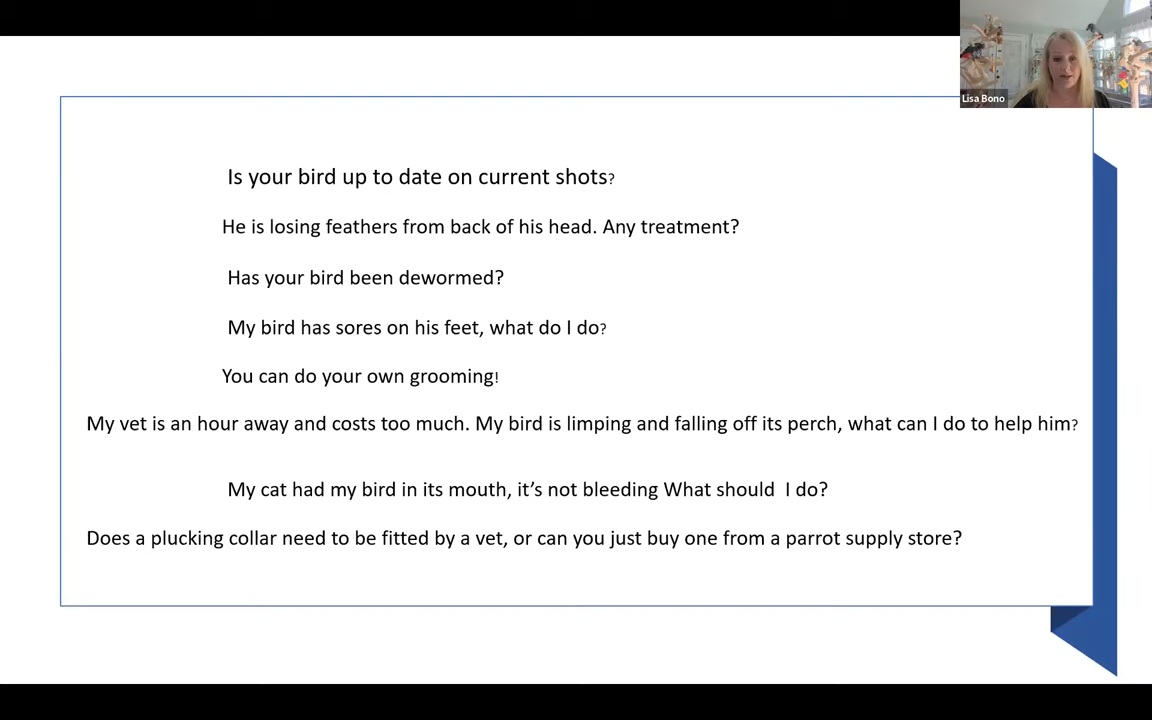 Lisa Bono
Is your bird up to date on current shots?
He is losing feathers from back of his head. Any treatment?
Has your bird been dewormed?
My bird has sores on his feet, what do I do?
You can do your own grooming!
My vet is an hour away and costs too much. My bird is limping and falling off its perch, what can I do to help him?
My cat had my bird in its mouth, it’s not bleeding What should I do?
Does a plucking collar need to be fitted by a vet, or can you just buy one from a parrot supply store?